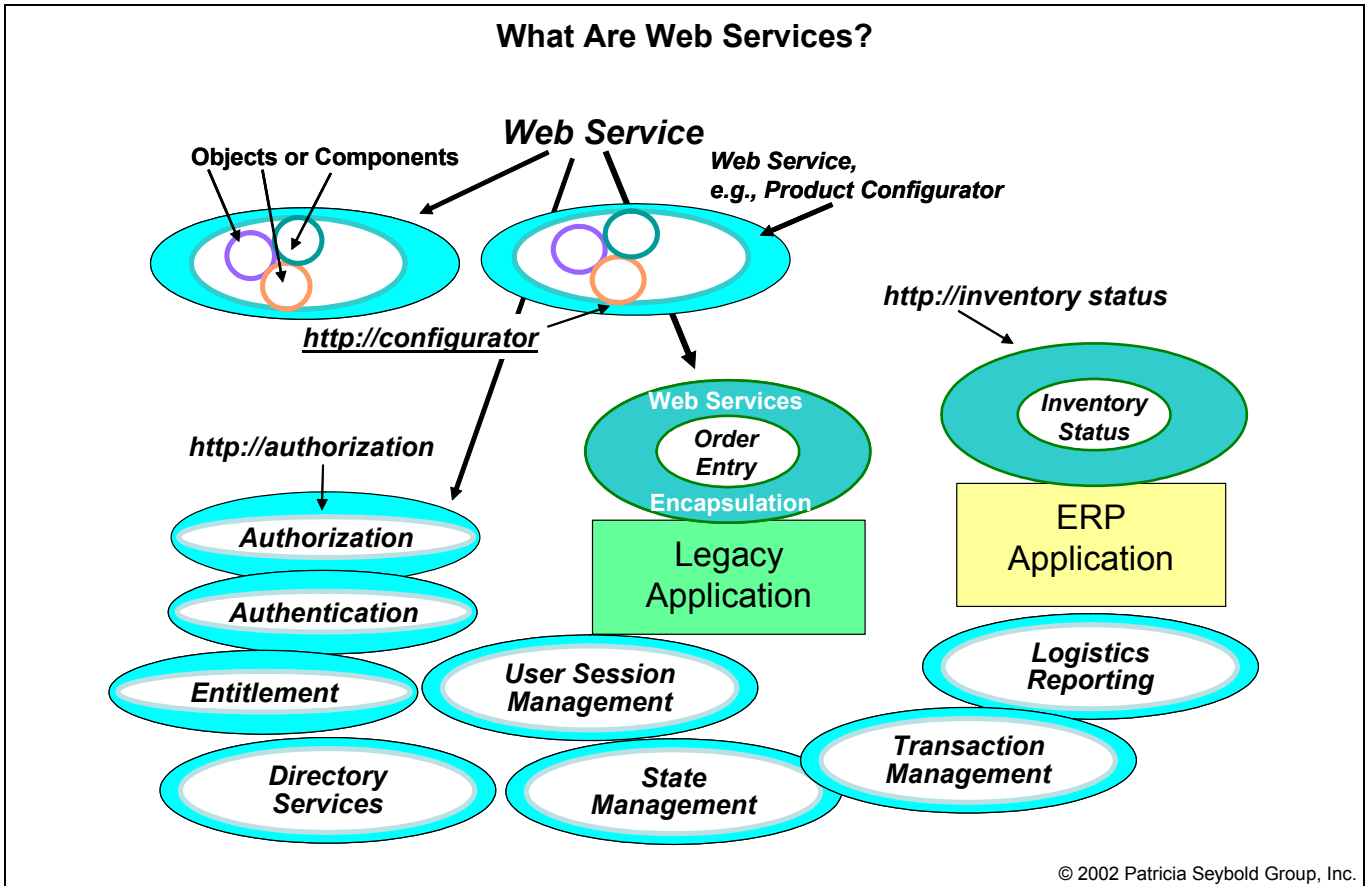 What Are Web Services?
Web Service
Objects or Components
Web Service,
e.g., Product Configurator
http://inventory status
http://configurator
Web Services
Order
Entry
Encapsulation
Inventory
Status
http://authorization
Legacy
Application
ERP
Application
Authorization
Authentication
Entitlement
User Session
Management
Logistics
Reporting
Directory
Services
State
Management
Transaction
Management
© 2002 Patricia Seybold Group, Inc.